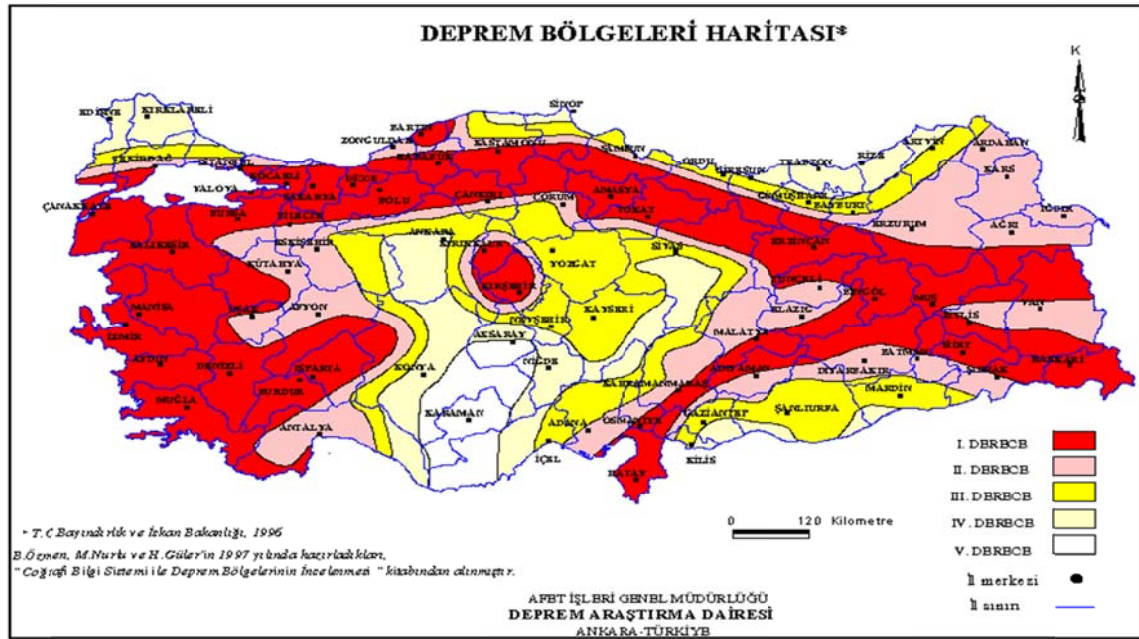 DEPREM BÖLGELERİ HARİTASI*
K
SİNOP
EDİRNE
KIRKLARELİ
BARTIN
ZONGULDAK
KASTAMONU
KARABÜK
SAMSUN
ORDU
GİRESUN
TRABZON
RİZE
ARTVİN
ARDAHAN
KARS
TEKİRDAĞ
İSTANBUL
KOCAELİ
YALOVA
SAKARYA
DÜZCE
BOLU
ÇANKIRI
ÇORUM
AMASYA
TOKAT
GÜMÜŞHANE
BAYBURT
IĞDIR
ÇANAKKALE
BURSA
BİLECİK
ERZURUM
AĞRI
BALIKESİR
ESKİŞEHİR
ANKARA
KIRIKKALE
SİVAS
ERZİNCAN
KÜTAHYA
YOZGAT
TUNCELİ
BİNGÖL
MUŞ
KIRŞEHİR
MANİSA
UŞAK
AFYON
NEVŞEHİR
KAYSERİ
ELAZIĞ
VAN
BİTLİS
İZMİR
AKSARAY
MALATYA
SİİRT
AYDIN
DENİZLİ
ISPARTA
KONYA
NİĞDE
BATMAN
DİYARBAKIR
HAKKARİ
BURDUR
KAHRAMANMARAŞ
ADIYAMAN
ŞIRNAK
MARDİN
MUĞLA
KARAMAN
GAZİANTEP
ŞANLIURFA
ANTALYA
ADANA
OSMANİYE
İÇEL
KİLİS
HATAY
I. DBRBCB
II. DBRBCB
III. DBRBCB
IV. DBRBCB
V. DBRBCB
İl merkezi
İl sınırı
0 120 Kilometre
* T.C.Bayındırlık ve İskan Bakanlığı, 1996
B.Özmen, M.Nurlu ve H.Güler'in 1997 yılında hazırladıkları,
" Coğrafi Bilgi Sistemi ile Deprem Bölgelerinin İncelenmesi " kitabından alınmıştır.
AFET İŞLERİ GENEL MÜDÜRLÜĞÜ
DEPREM ARAŞTIRMA DAİRESİ
ANKARA-TÜRKİYB